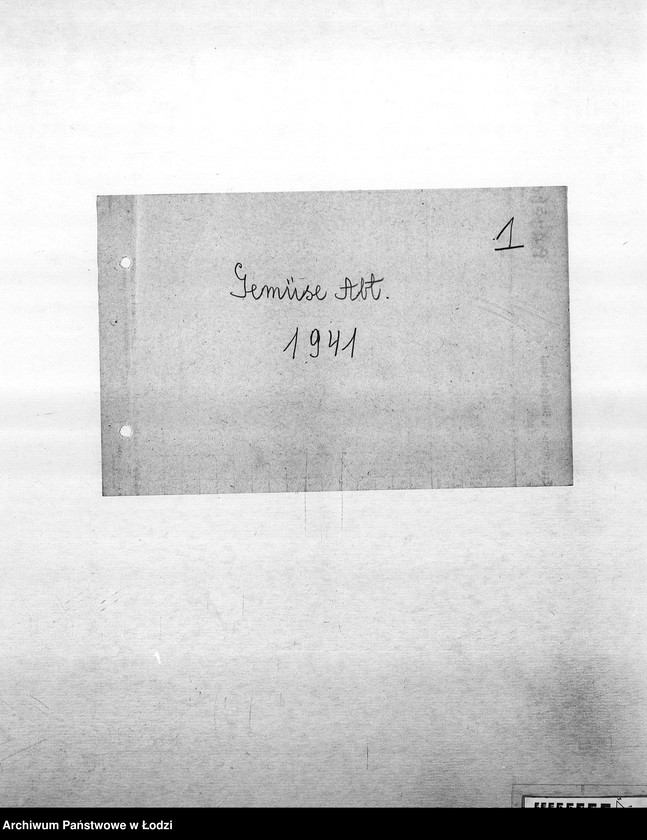 1
Gemüse Abt.
1941
Archiwum Państwowe w Łodzi